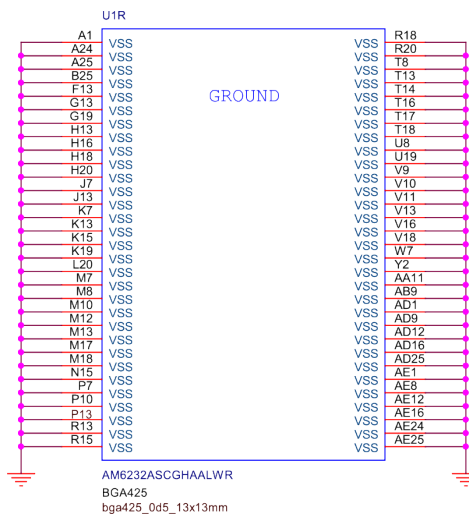 U1R
A1 VSS VSS R18
A24 VSS VSS R20
A25 VSS VSS T8
B25 VSS VSS T13
F13 VSS GROUND VSS T14
G13 VSS VSS T16
G19 VSS VSS T17
H13 VSS VSS T18
H16 VSS VSS U8
H18 VSS VSS U19
H20 VSS VSS V9
J7 VSS VSS V10
J13 VSS VSS V11
K7 VSS VSS V13
K13 VSS VSS V16
K15 VSS VSS V18
K19 VSS VSS W7
L20 VSS VSS Y2
M7 VSS VSS AA11
M8 VSS VSS AB9
M10 VSS VSS AD1
M12 VSS VSS AD9
M13 VSS VSS AD12
M17 VSS VSS AD16
M18 VSS VSS AD25
N15 VSS VSS AE1
P7 VSS VSS AE8
P10 VSS VSS AE12
P13 VSS VSS AE16
R13 VSS VSS AE24
R15 VSS VSS AE25
AM6232ASCGHAALWR
BGA425
bga425_0d5_13x13mm